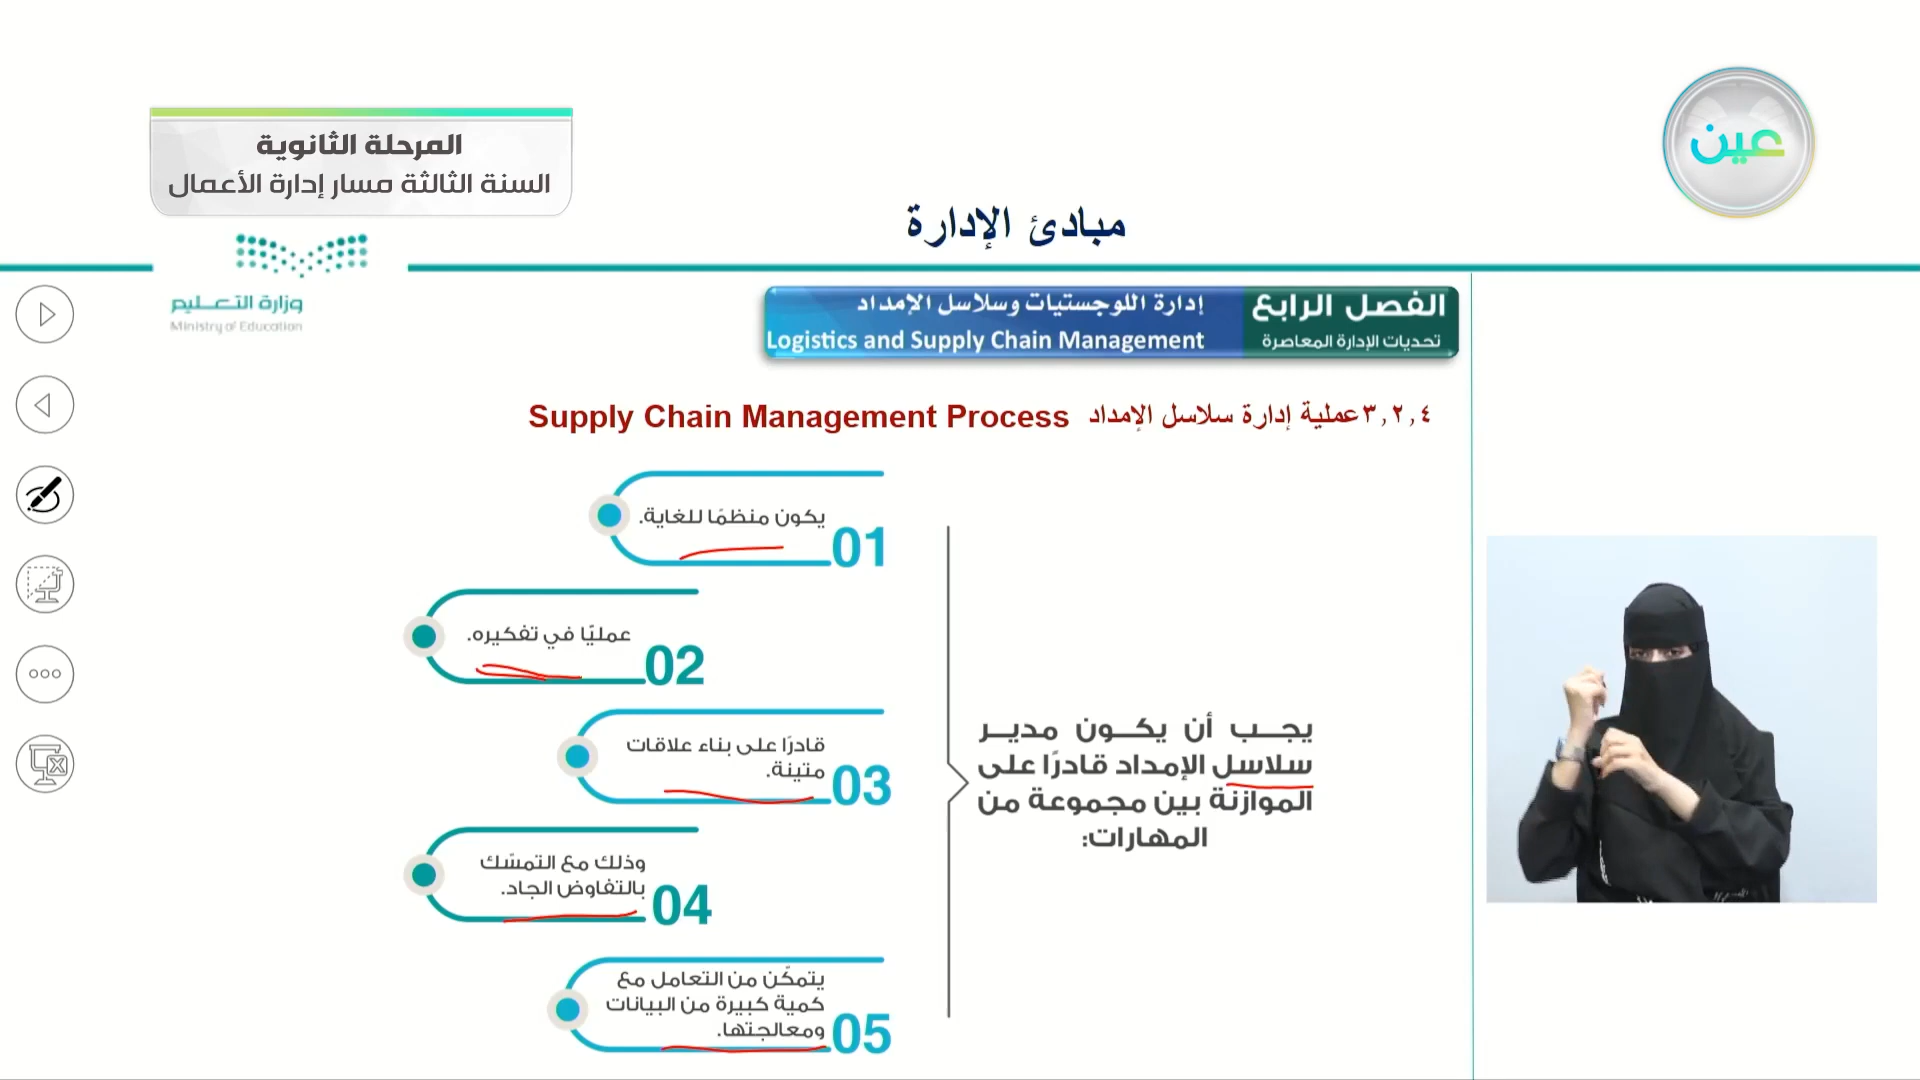 عين
المرحلة الثانوية
السنة الثالثة مسار إدارة الأعمال
مبادئ الإدارة
وزارة التعليم
Ministry of Education
الفصل الرابع
تحديات الإدارة المعاصرة
إدارة اللوجستيات وسلاسل الإمداد
Logistics and Supply Chain Management
٣,٢,٤ عملية إدارة سلاسل الإمداد Supply Chain Management Process
يجب أن يكون مدير
سلاسل الإمداد قادرًا على
الموازنة بين مجموعة من
المهارات:
01
يكون منظمًا للغاية.
02
عمليًا في تفكيره.
03
قادرًا على بناء علاقات
متينة.
04
وذلك مع التمسّك
بالتفاوض الجاد.
05
يتمكّن من التعامل مع
كمية كبيرة من البيانات
ومعالجتها.